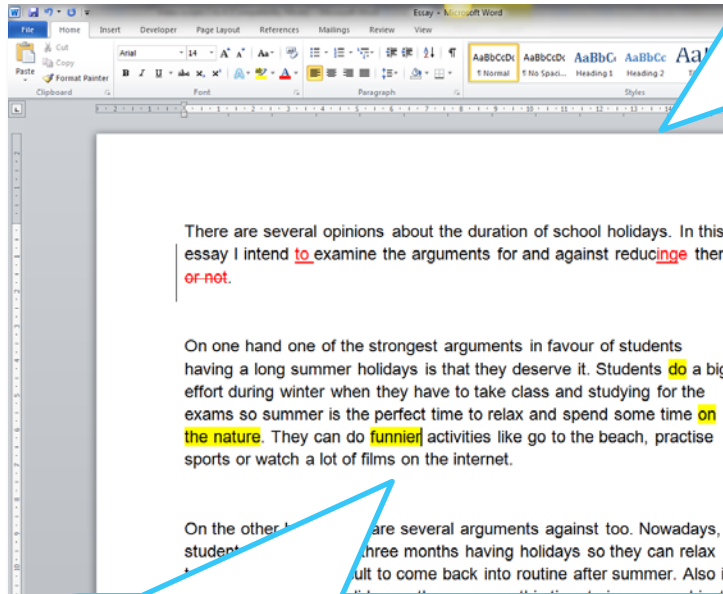 Essay - Microsoft Word
File Home Insert Developer Page Layout References Mailings Review View
Paste
Cut
Copy
Format Painter
Clipboard
Arial 14
Font
Paragraph
AaBbCcDc AaBbCcDc AaBbC AaBbCc AaI
¶ Normal ¶ No Spaci... Heading 1 Heading 2
Styles
There are several opinions about the duration of school holidays. In this
essay I intend to examine the arguments for and against reducinge
or not.
On one hand one of the strongest arguments in favour of students
having a long summer holidays is that they deserve it. Students do a big
effort during winter when they have to take class and studying for the
exams so summer is the perfect time to relax and spend some time on
the nature. They can do funnier activities like go to the beach, practise
sports or watch a lot of films on the internet.
On the other are several arguments against too. Nowadays,
student three months having holidays so they can relax
to come back into routine after summer. Also